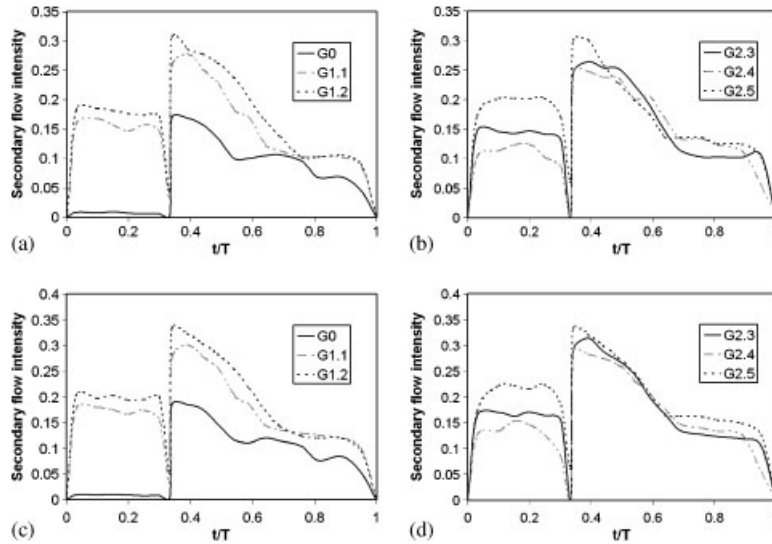 0.35
0.3
0.25
0.2
0.15
0.1
0.05
0
Secondary flow intensity
G0
G1.1
G1.2
0 0.2 0.4 0.6 0.8 1
t/T
(a)
0.35
0.3
0.25
0.2
0.15
0.1
0.05
0
Secondary flow intensity
G2.3
G2.4
G2.5
0 0.2 0.4 0.6 0.8
t/T
(b)
0.4
0.35
0.3
0.25
0.2
0.15
0.1
0.05
0
Secondary flow intensity
G0
G1.1
G1.2
0 0.2 0.4 0.6 0.8 1
t/T
(c)
0.4
0.35
0.3
0.25
0.2
0.15
0.1
0.05
0
Secondary flow intensity
G2.3
G2.4
G2.5
0 0.2 0.4 0.6 0.8
t/T
(d)